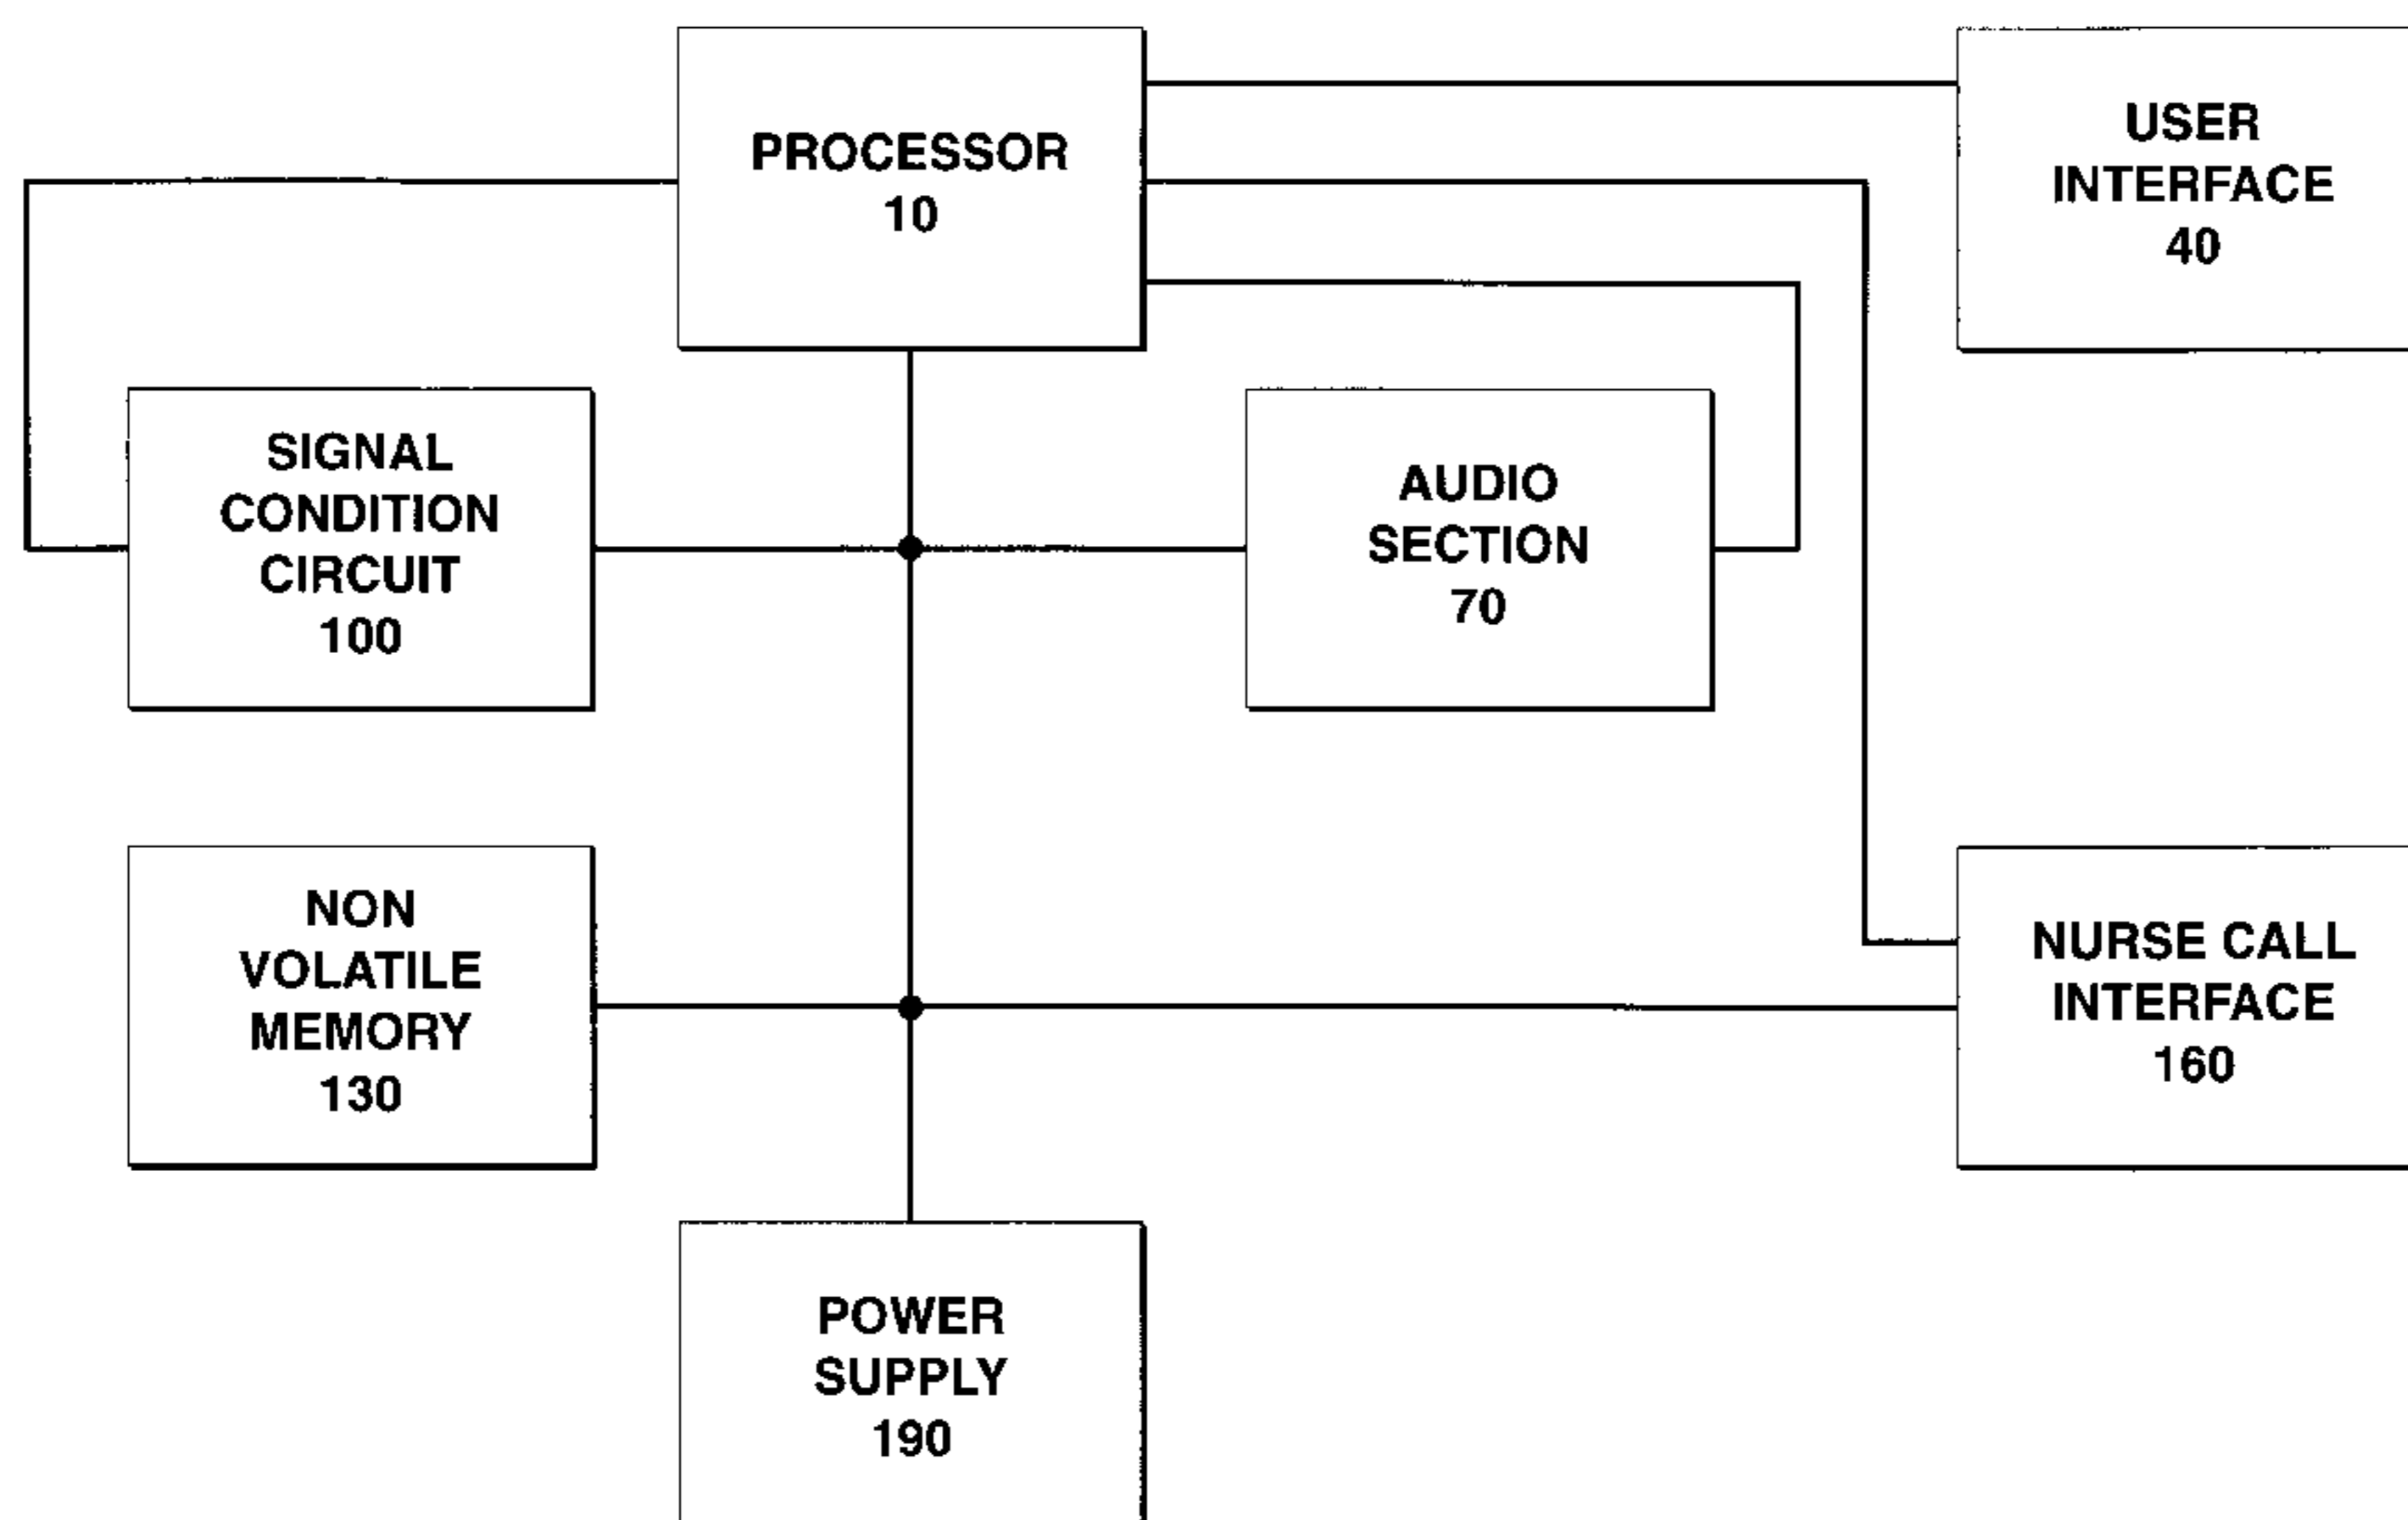 PROCESSOR
10
USER
INTERFACE
40
SIGNAL
CONDITION
CIRCUIT
100
AUDIO
SECTION
70
NON
VOLATILE
MEMORY
130
NURSE CALL
INTERFACE
160
POWER
SUPPLY
190